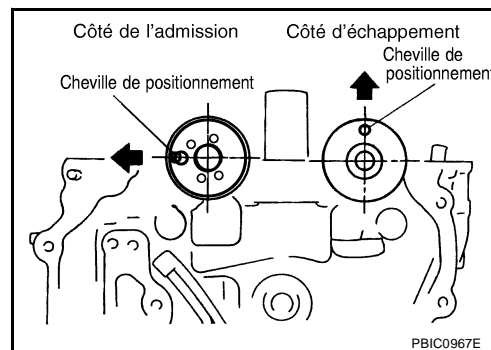 Côté de l’admission
Côté d’échappement
Cheville de
positionnement
Cheville de positionnement
PBIC0967E